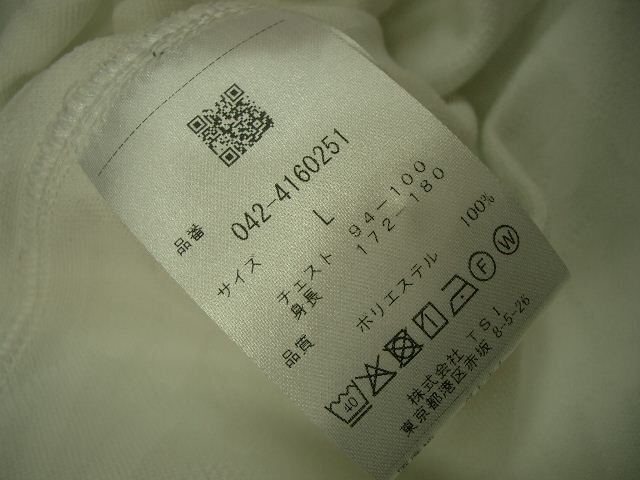 品番 042-4160251
サイズ L
チェスト 94-100
身長 172-180
品質 ポリエステル 100%
40 F W
株式会社 TSI
東京都港区赤坂 8-5-26